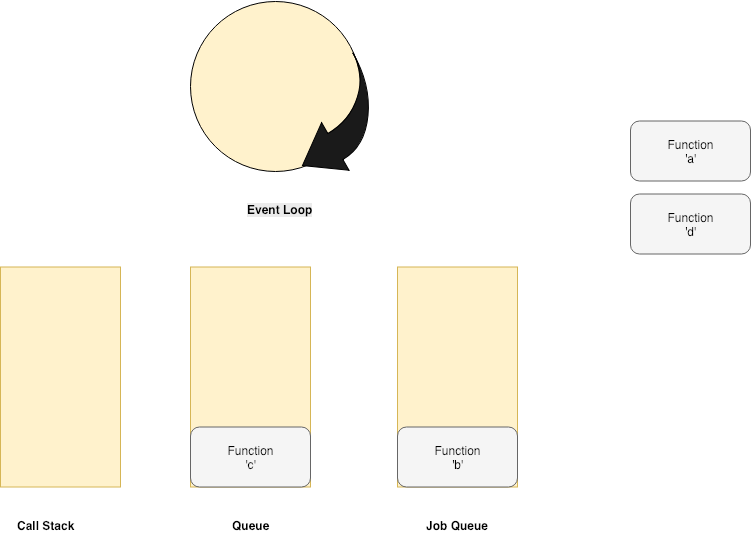 Function
'a'
Function
'd'
Event Loop
Function
'c'
Function
'b'
Call Stack
Queue
Job Queue